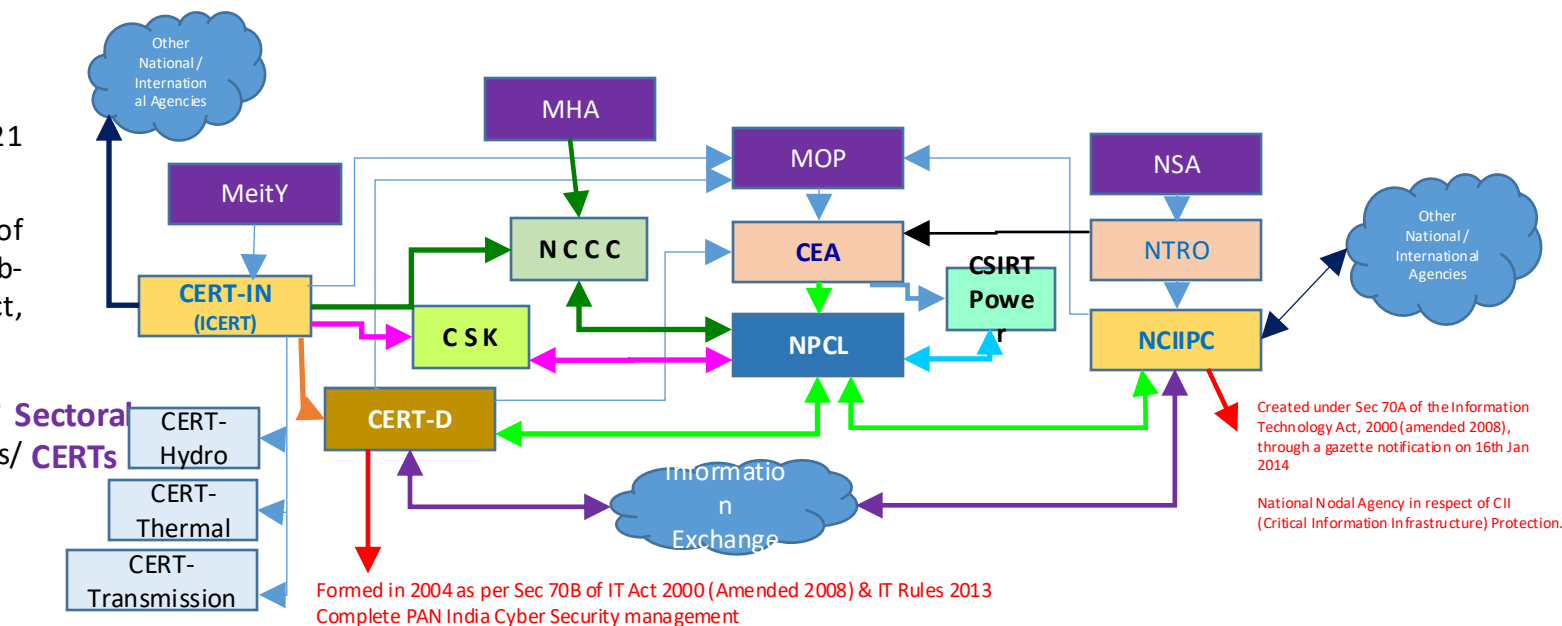 Other
National /
Internation
al Agencies
21
MHA
MOP
NSA
MeitY
of
b-
ct,
N C C C
CEA
NTRO
Other
National /
International
Agencies
CERT-IN
(ICERT)
CSIRT
Powe
r
C S K
NPCL
NCIIPC
Sectoral
s/ CERTs
CERT-
Hydro
CERT-D
Created under Sec 70A of the Information
Technology Act, 2000 (amended 2008),
through a gazette notification on 16th Jan
2014
National Nodal Agency in respect of CII
(Critical Information Infrastructure) Protection.
CERT-
Thermal
Informatio
n
Exchange
CERT-
Transmission
Formed in 2004 as per Sec 70B of IT Act 2000 (Amended 2008) & IT Rules 2013
Complete PAN India Cyber Security management